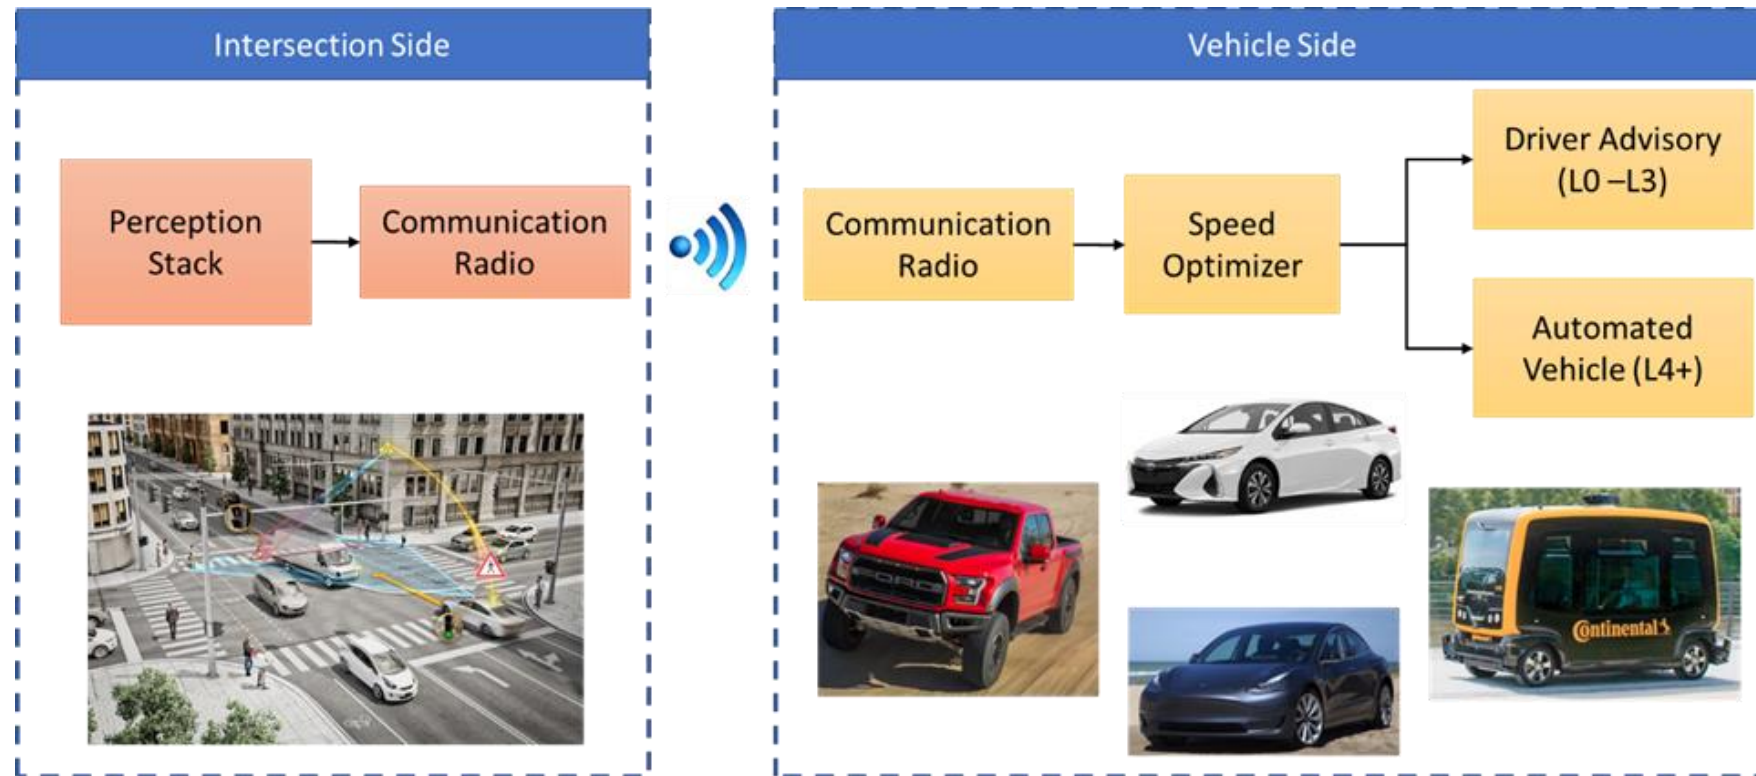 Intersection Side
Vehicle Side
Perception
Stack
Communication
Radio
Communication
Radio
Speed
Optimizer
Driver Advisory
(L0 –L3)
Automated
Vehicle (L4+)
FORD
Continental